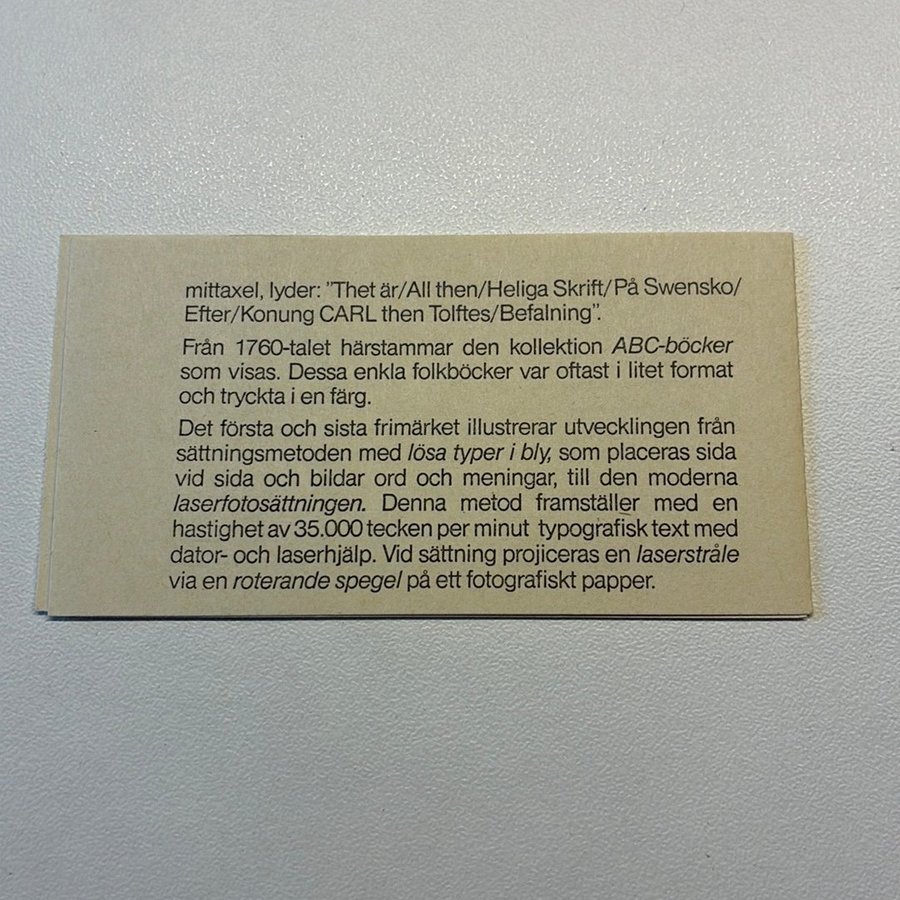 mittaxel, lyder: ”Thet är/All then/Heliga Skrift/På Swensko/
Efter/Konung CARL then Tolftes/Befalning”.
Från 1760-talet härstammar den kollektion ABC-böcker
som visas. Dessa enkla folkböcker var oftast i litet format
och tryckta i en färg.
Det första och sista frimärket illustrerar utvecklingen från
sättningsmetoden med lösa typer i bly, som placeras sida
vid sida och bildar ord och meningar, till den moderna
laserfotosättningen. Denna metod framställer med en
hastighet av 35.000 tecken per minut typografisk text med
dator- och laserhjälp. Vid sättning projiceras en laserstråle
via en roterande spegel på ett fotografiskt papper.